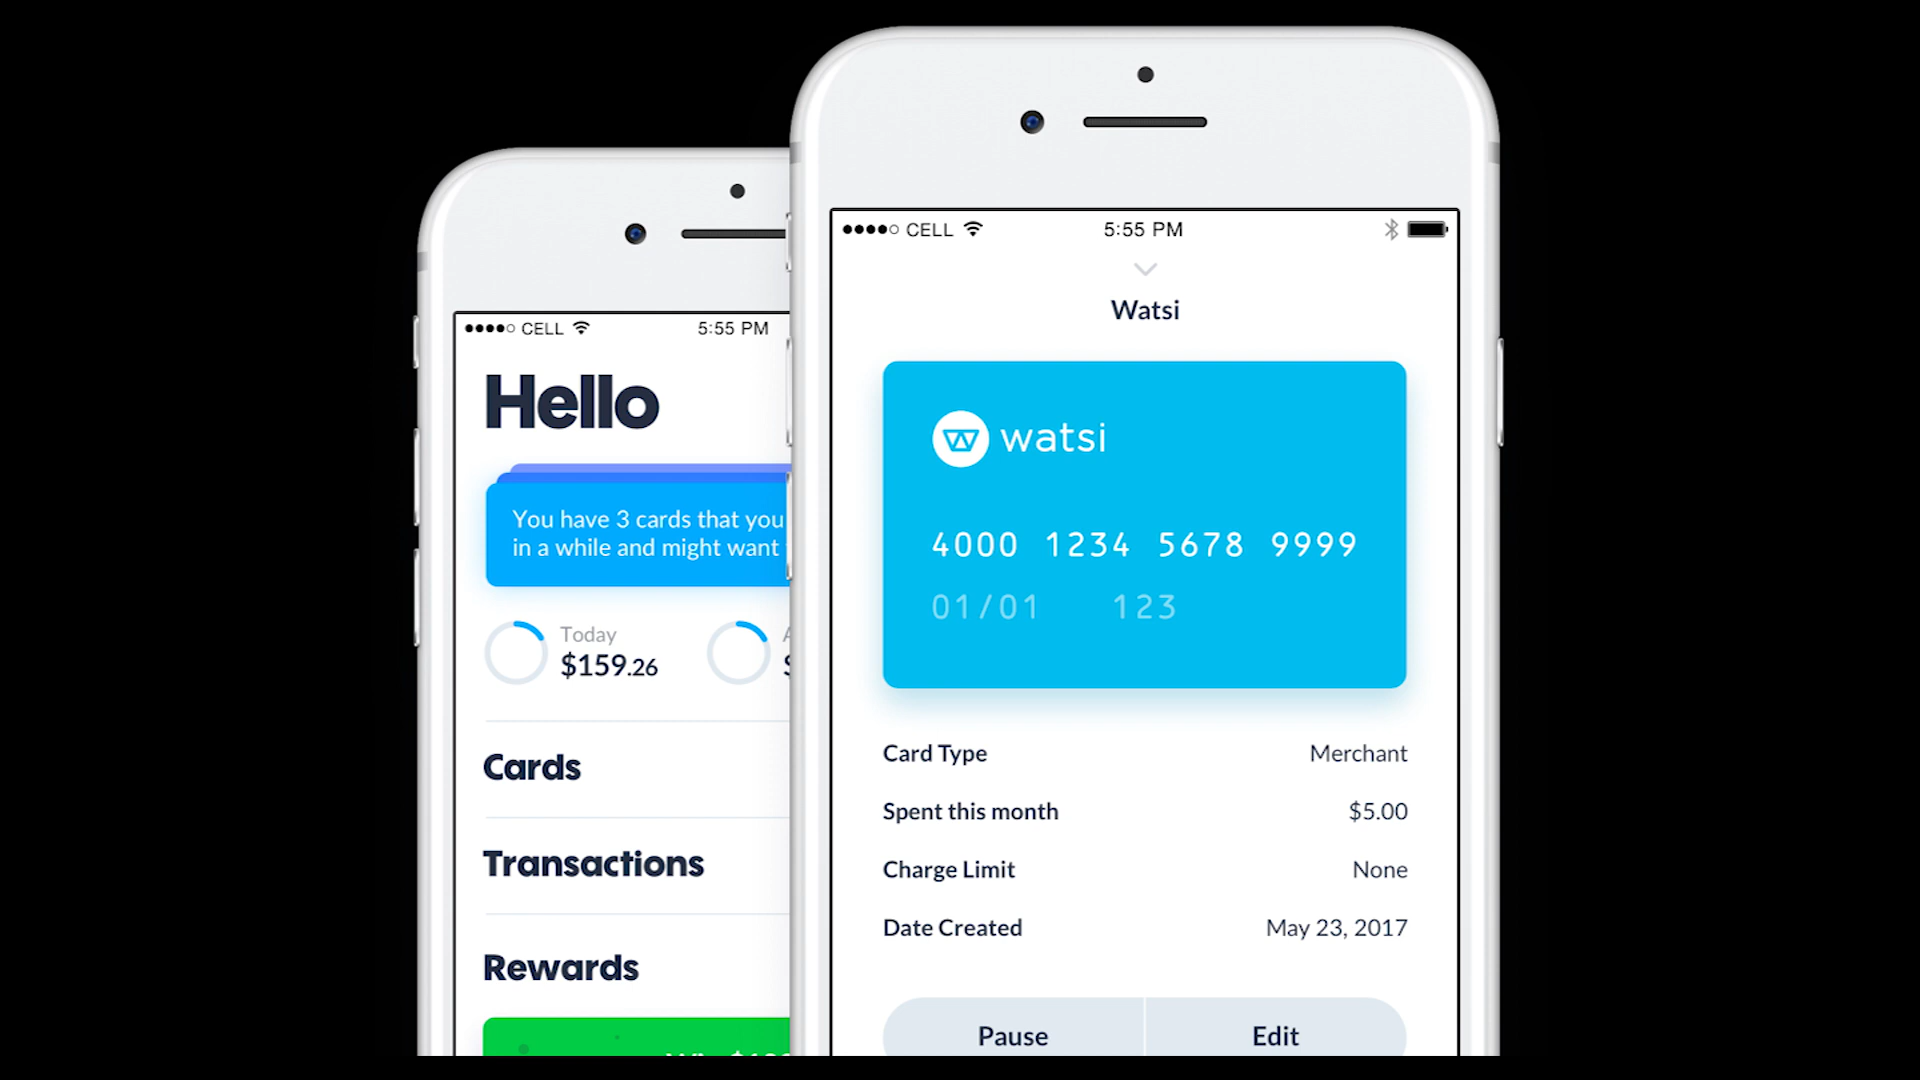 CELL 5:55 PM
Hello
You have 3 cards that you
in a while and might want
Today
$159.26
Cards
Transactions
Rewards
CELL 5:55 PM
Watsi
watsi
4000 1234 5678 9999
01/01 123
Card Type Merchant
Spent this month $5.00
Charge Limit None
Date Created May 23, 2017
Pause Edit